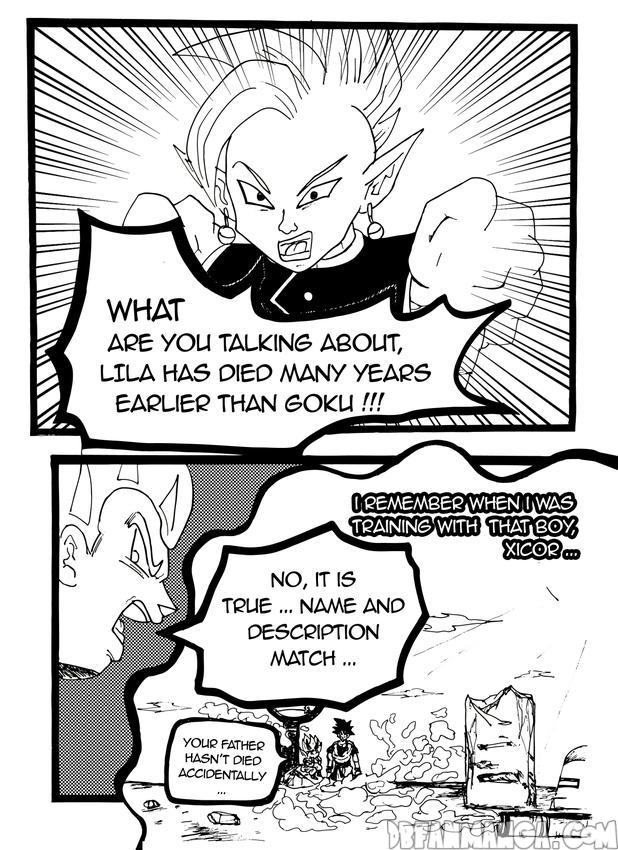 WHAT
ARE YOU TALKING ABOUT,
LILA HAS DIED MANY YEARS
EARLIER THAN GOKU !!!
I REMEMBER WHEN I WAS
TRAINING WITH THAT BOY,
XICOR ...
NO, IT IS
TRUE ... NAME AND
DESCRIPTION
MATCH ...
YOUR FATHER
HASN'T DIED
ACCIDENTALLY
...
DBFANMANGA.COM